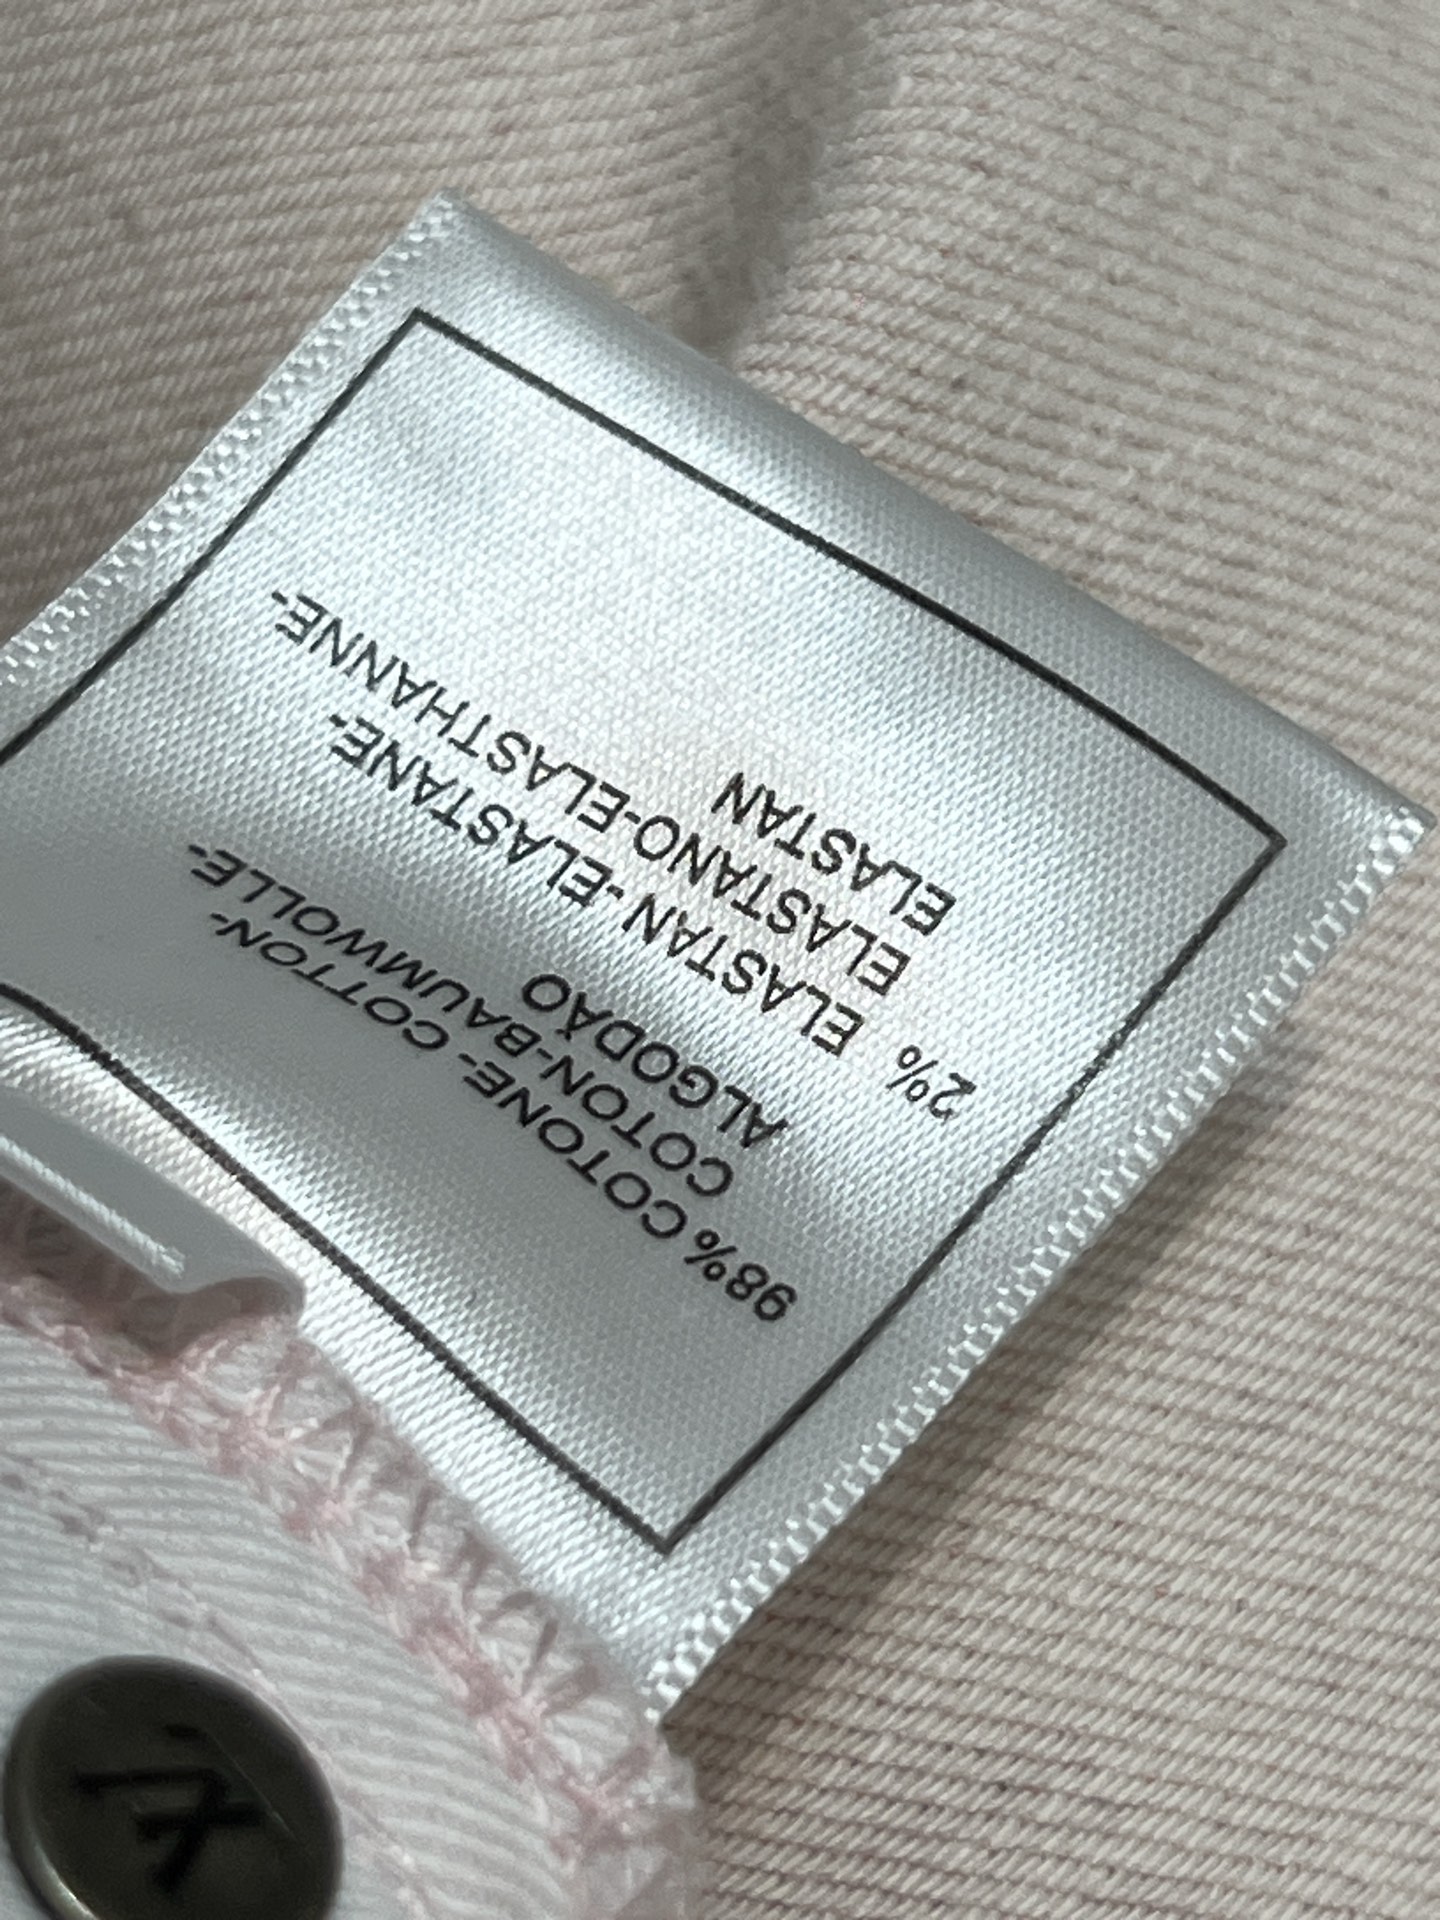 98% COTONE- COTTON-
COTON-BAUMWOLLE-
ALGODÃO
2% ELASTAN -ELASTANE-
ELASTANO-ELASTHANNE-
ELASTAN